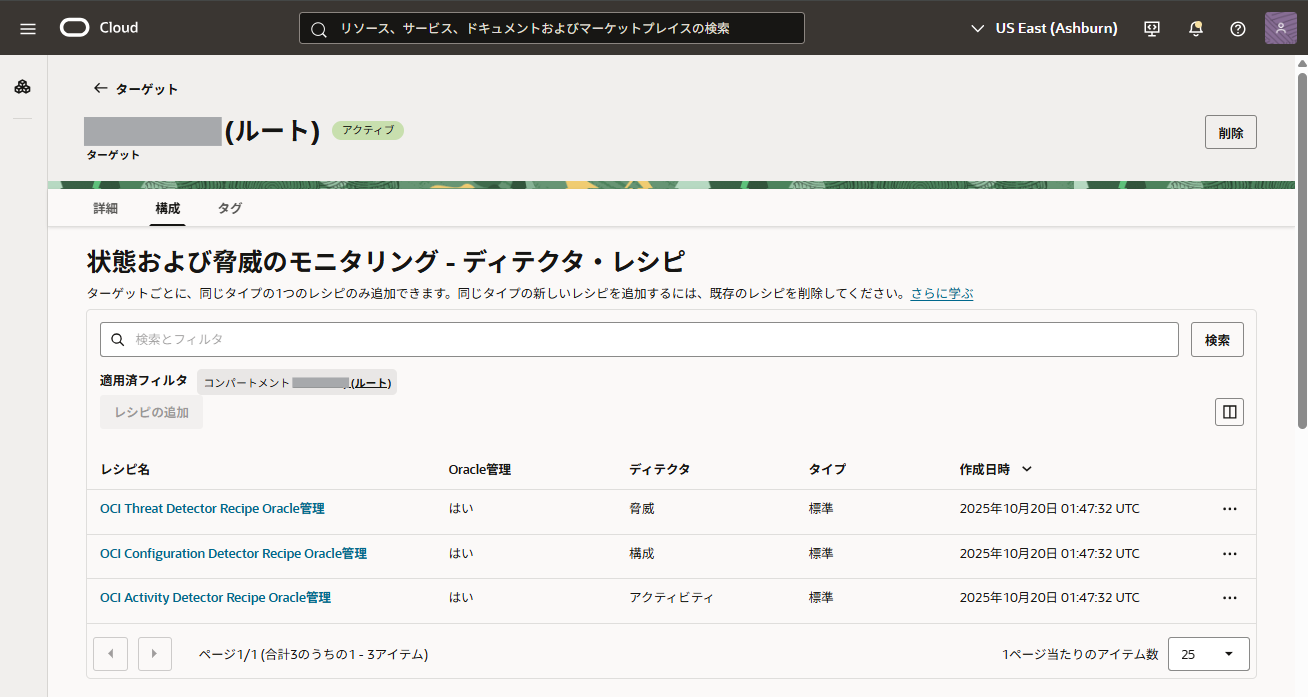 Cloud
リソース、サービス、ドキュメントおよびマーケットプレイスの検索
US East (Ashburn)
ターゲット
(ルート)
アクティブ
削除
ターゲット
詳細
構成
タグ
状態および脅威のモニタリング - ディテクタ・レシピ
ターゲットごとに、同じタイプの1つのレシピのみ追加できます。同じタイプの新しいレシピを追加するには、既存のレシピを削除してください。さらに学ぶ
検索とフィルタ
検索
適用済フィルタ
コンパートメント (ルート)
レシピの追加
レシピ名 Oracle管理 ディテクタ タイプ 作成日時
OCI Threat Detector Recipe Oracle管理 はい 脅威 標準 2025年10月20日 01:47:32 UTC
OCI Configuration Detector Recipe Oracle管理 はい 構成 標準 2025年10月20日 01:47:32 UTC
OCI Activity Detector Recipe Oracle管理 はい アクティビティ 標準 2025年10月20日 01:47:32 UTC
ページ1/1 (合計3のうちの1 - 3アイテム)
1ページ当たりのアイテム数 25